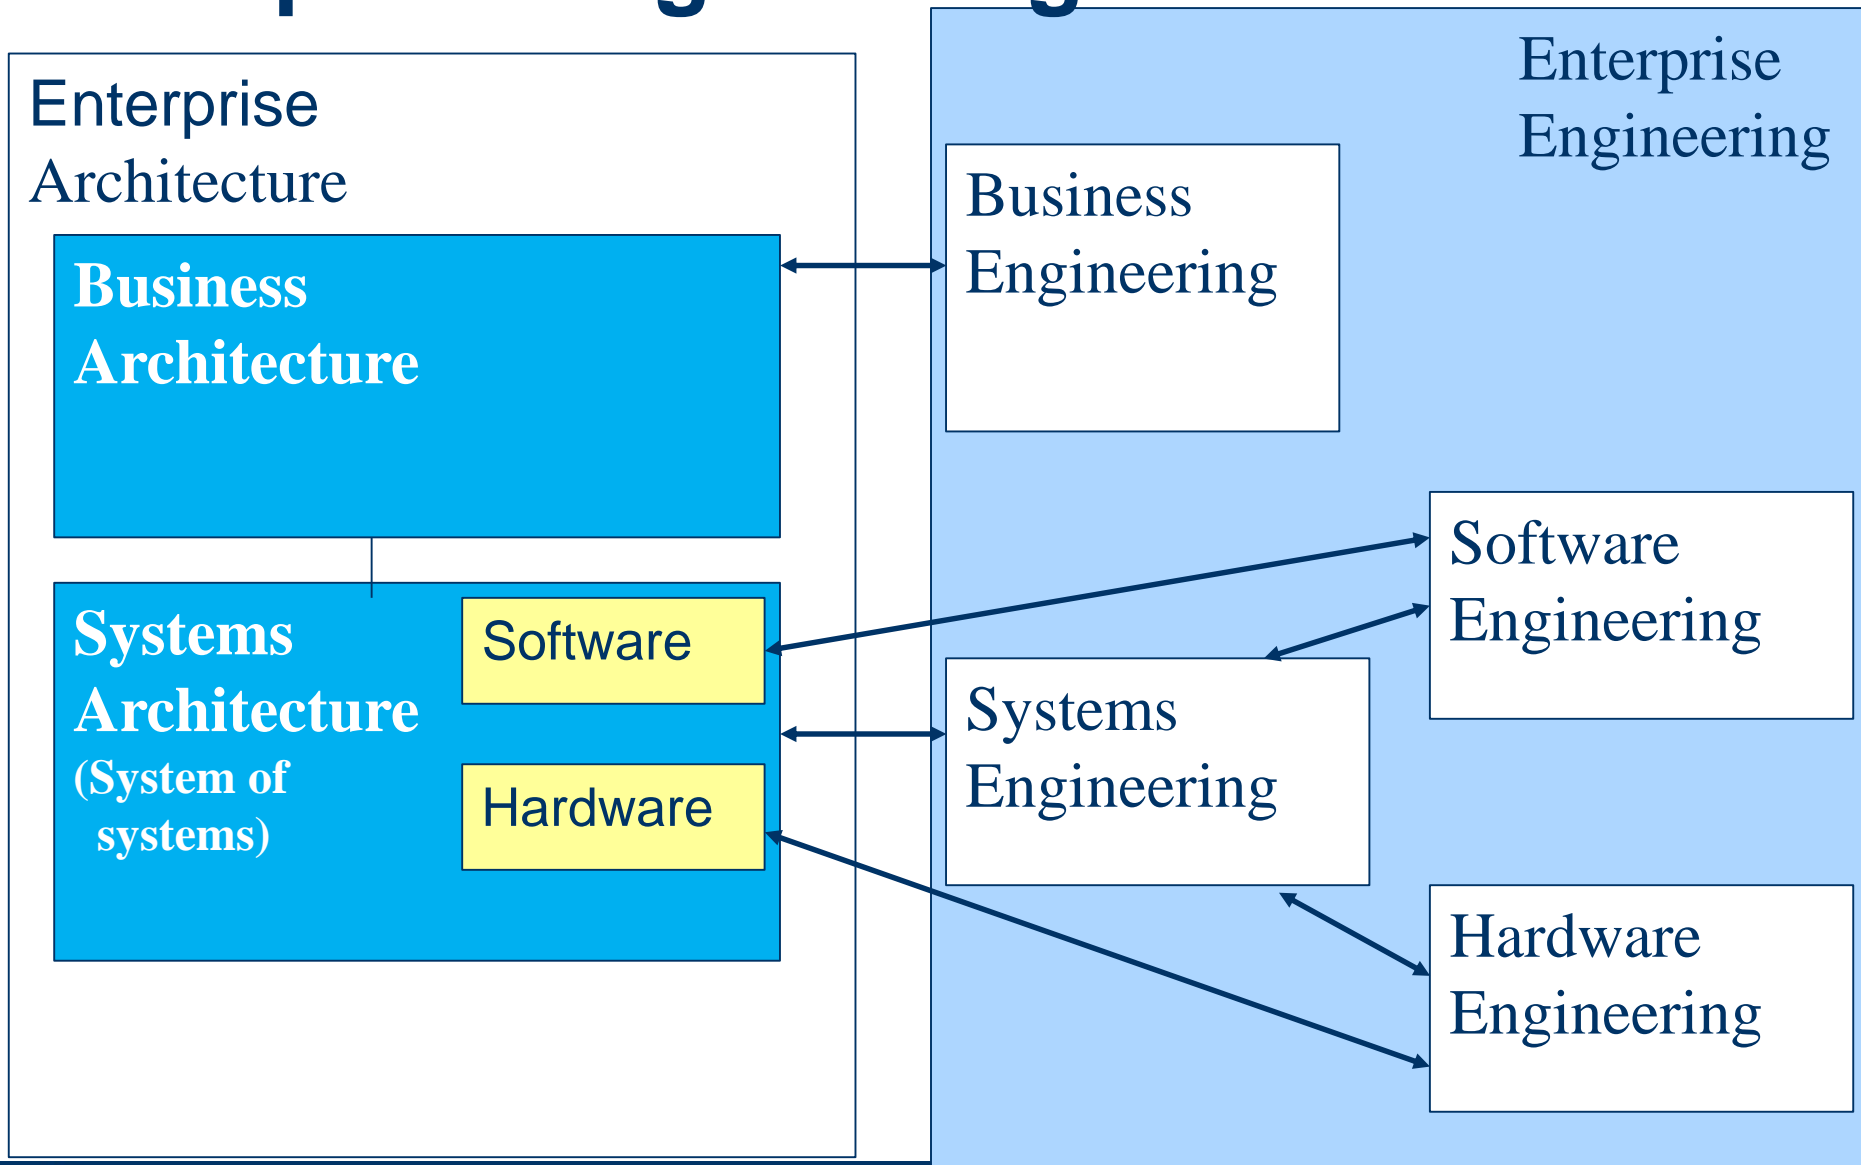 Enterprise
Architecture
Business
Architecture
Systems
Architecture
(System of
systems)
Software
Hardware
Enterprise
Engineering
Business
Engineering
Software
Engineering
Systems
Engineering
Hardware
Engineering